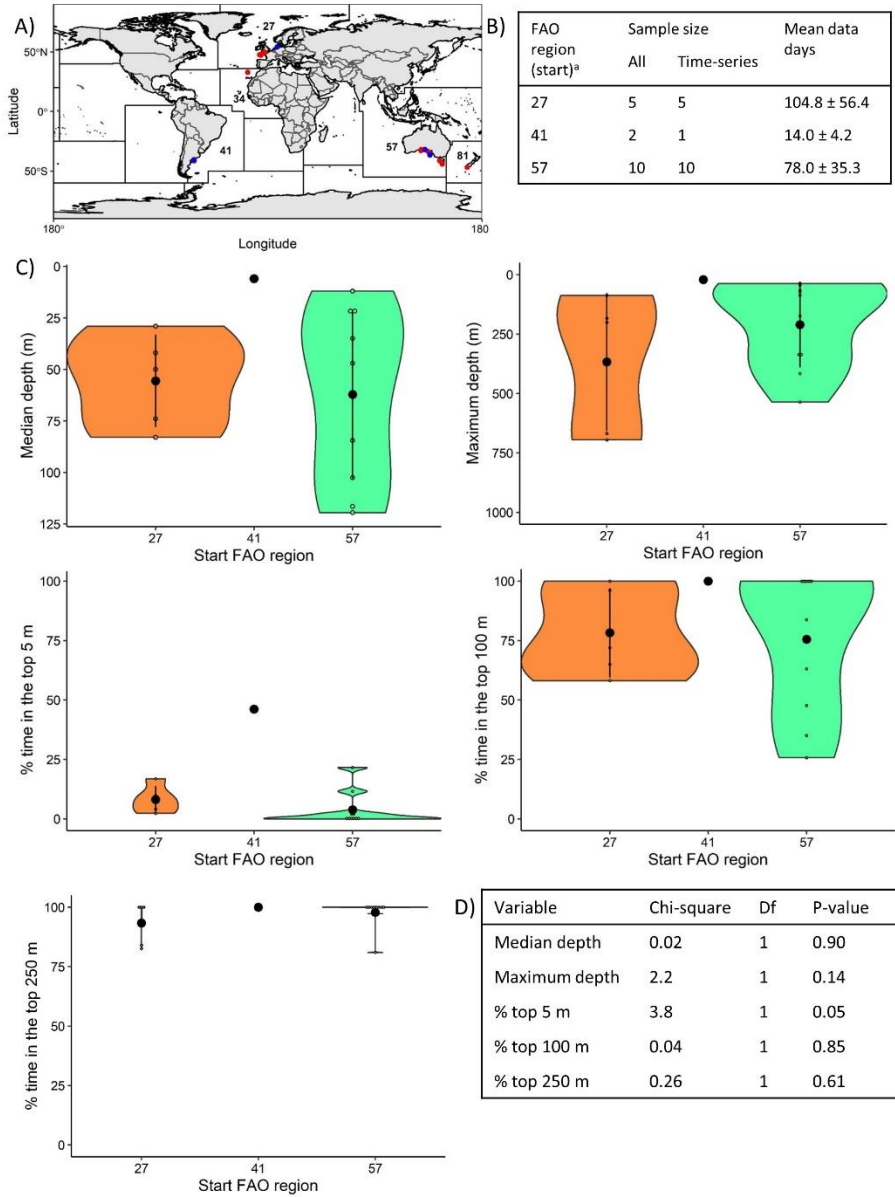 A)
27
50°N
34
0°
41
57
81
50°S
180°
180
Latitude
Longitude
B)
FAO region (start)ᵃ
Sample size
Mean data days
All
Time-series
27 5 5 104.8 ± 56.4
41 2 1 14.0 ± 4.2
57 10 10 78.0 ± 35.3
C)
Median depth (m)
0
25
50
75
100
125
27 41 57
Start FAO region
Maximum depth (m)
0
250
500
750
1000
27 41 57
Start FAO region
% time in the top 5 m
100
75
50
25
0
27 41 57
Start FAO region
% time in the top 100 m
100
75
50
25
0
27 41 57
Start FAO region
% time in the top 250 m
100
75
50
25
0
27 41 57
Start FAO region
D)
Variable Chi-square Df P-value
Median depth 0.02 1 0.90
Maximum depth 2.2 1 0.14
% top 5 m 3.8 1 0.05
% top 100 m 0.04 1 0.85
% top 250 m 0.26 1 0.61